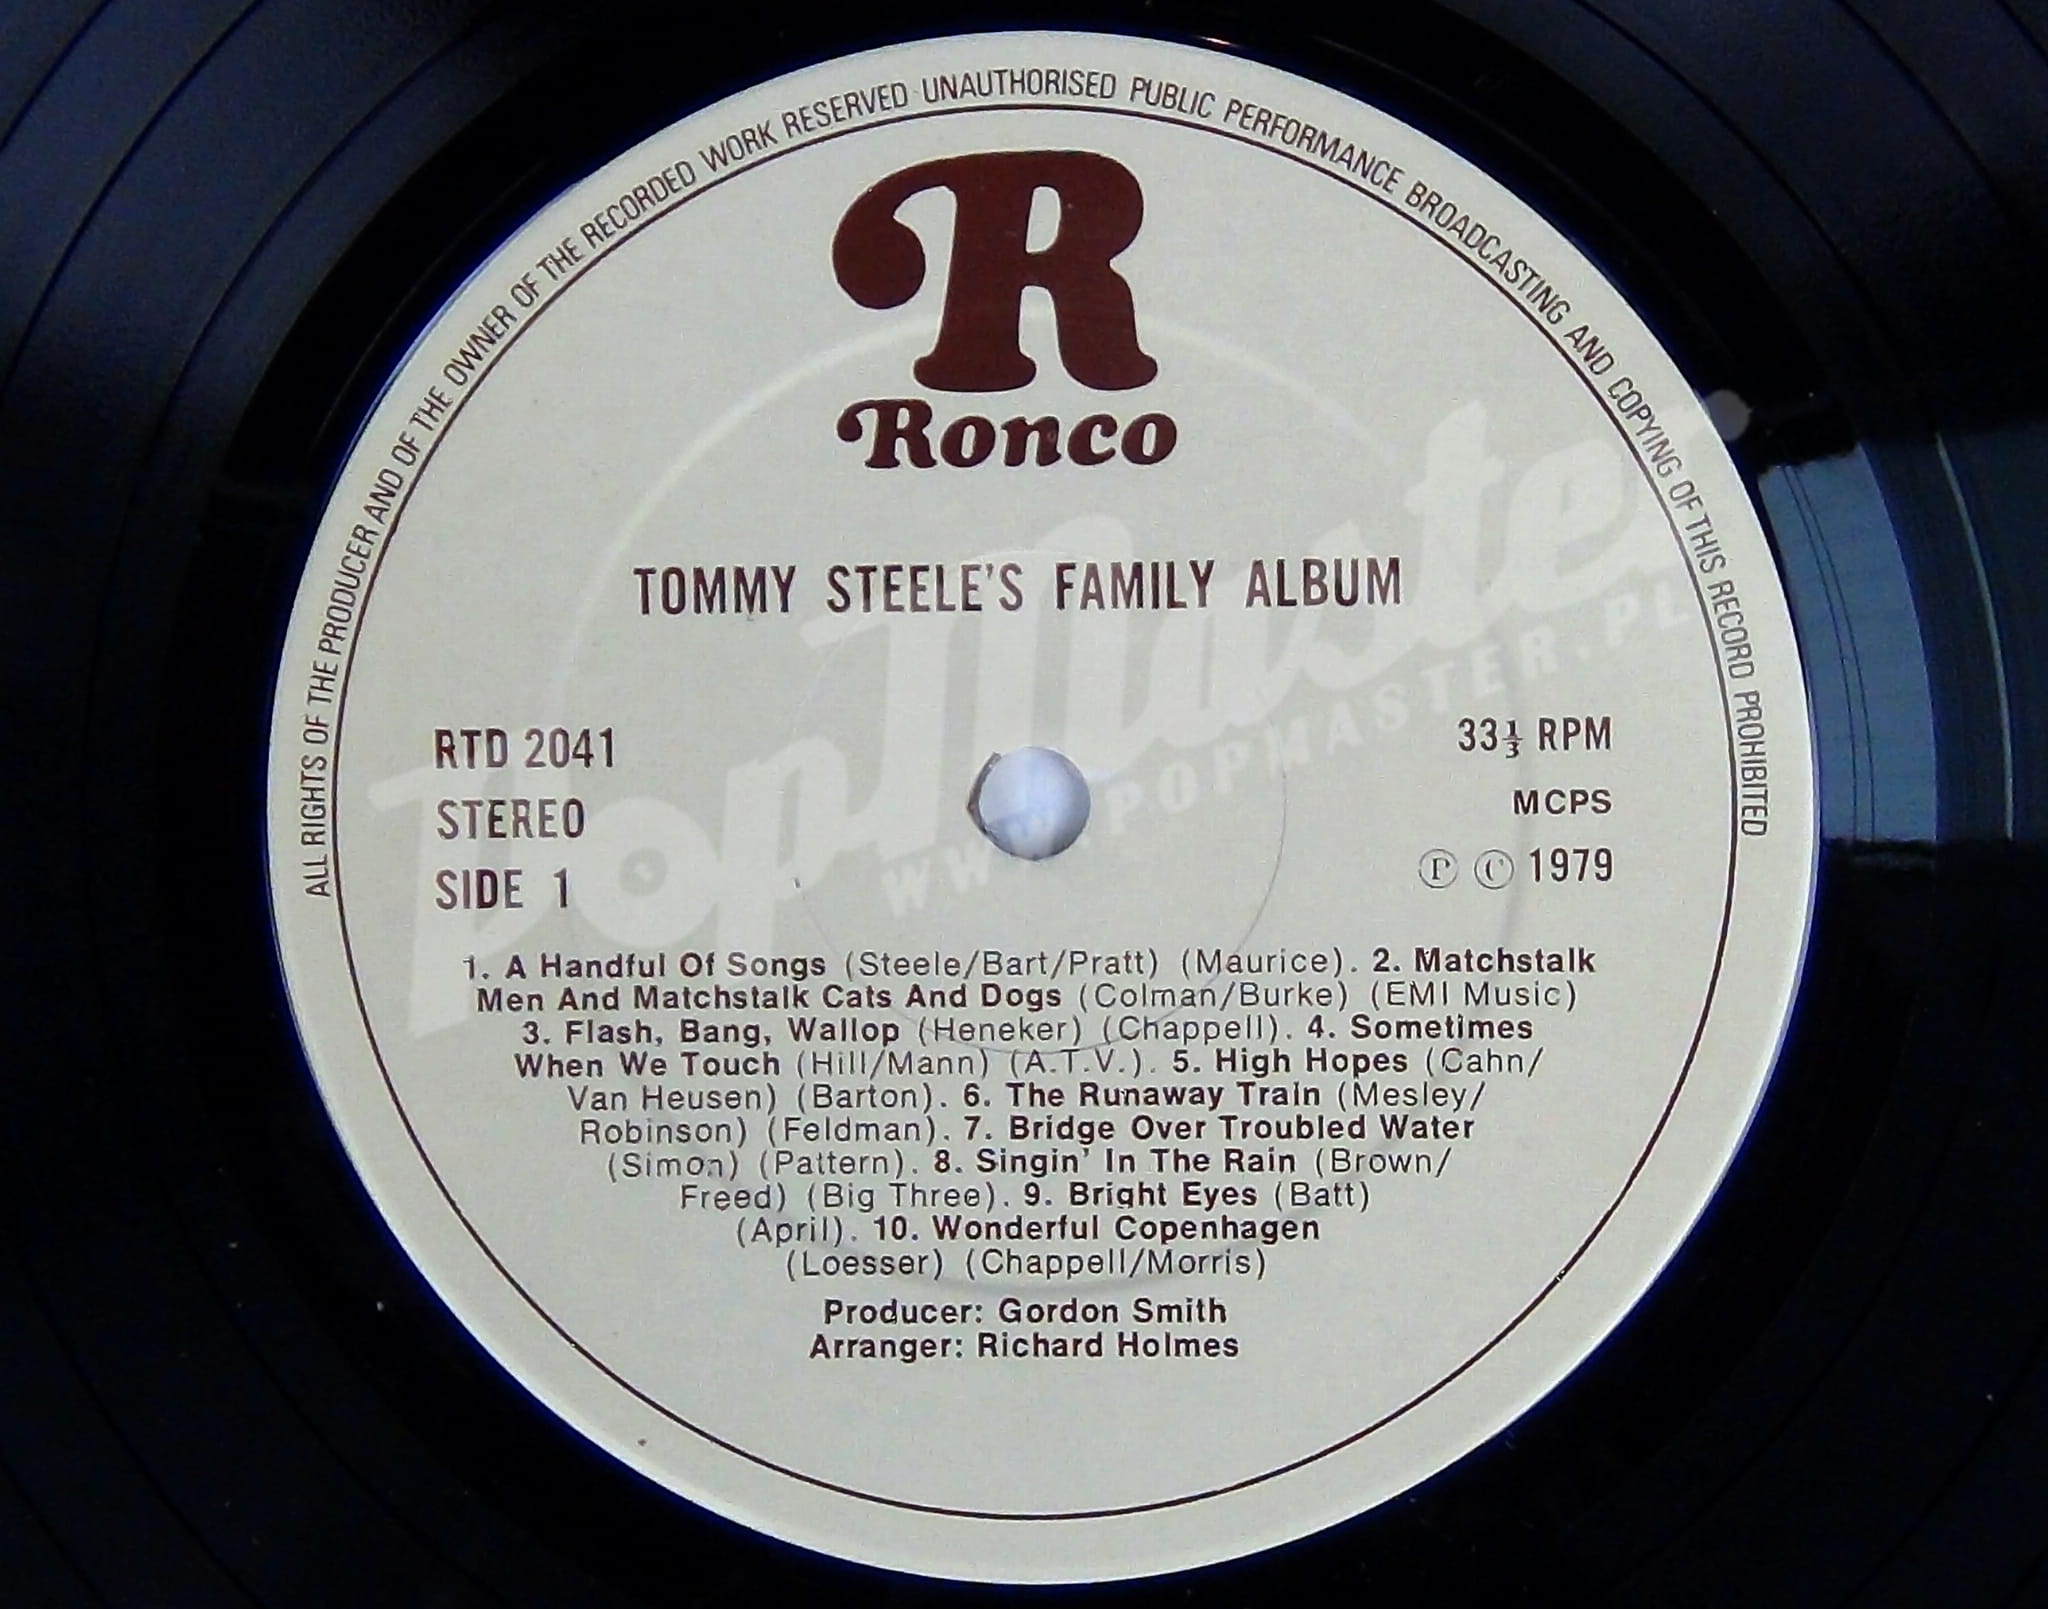 ALL RIGHTS OF THE PRODUCER AND OF THE OWNER OF THE RECORDED WORK RESERVED UNAUTHORISED PUBLIC PERFORMANCE BROADCASTING AND COPYING OF THIS RECORD PROHIBITED
R
Ronco
TOMMY STEELE'S FAMILY ALBUM
RTD 2041
STEREO
SIDE 1
33⅓ RPM
MCPS
Ⓟ Ⓒ 1979
1. A Handful Of Songs (Steele/Bart/Pratt) (Maurice). 2. Matchstalk
Men And Matchstalk Cats And Dogs (Colman/Burke) (EMI Music)
3. Flash, Bang, Wallop (Heneker) (Chappell). 4. Sometimes
When We Touch (Hill/Mann) (A.T.V.). 5. High Hopes (Cahn/
Van Heusen) (Barton). 6. The Runaway Train (Mesley/
Robinson) (Feldman). 7. Bridge Over Troubled Water
(Simon) (Pattern). 8. Singin' In The Rain (Brown/
Freed) (Big Three). 9. Bright Eyes (Batt)
(April). 10. Wonderful Copenhagen
(Loesser) (Chappell/Morris)
Producer: Gordon Smith
Arranger: Richard Holmes
PopMaster
WWW.POPMASTER.PL